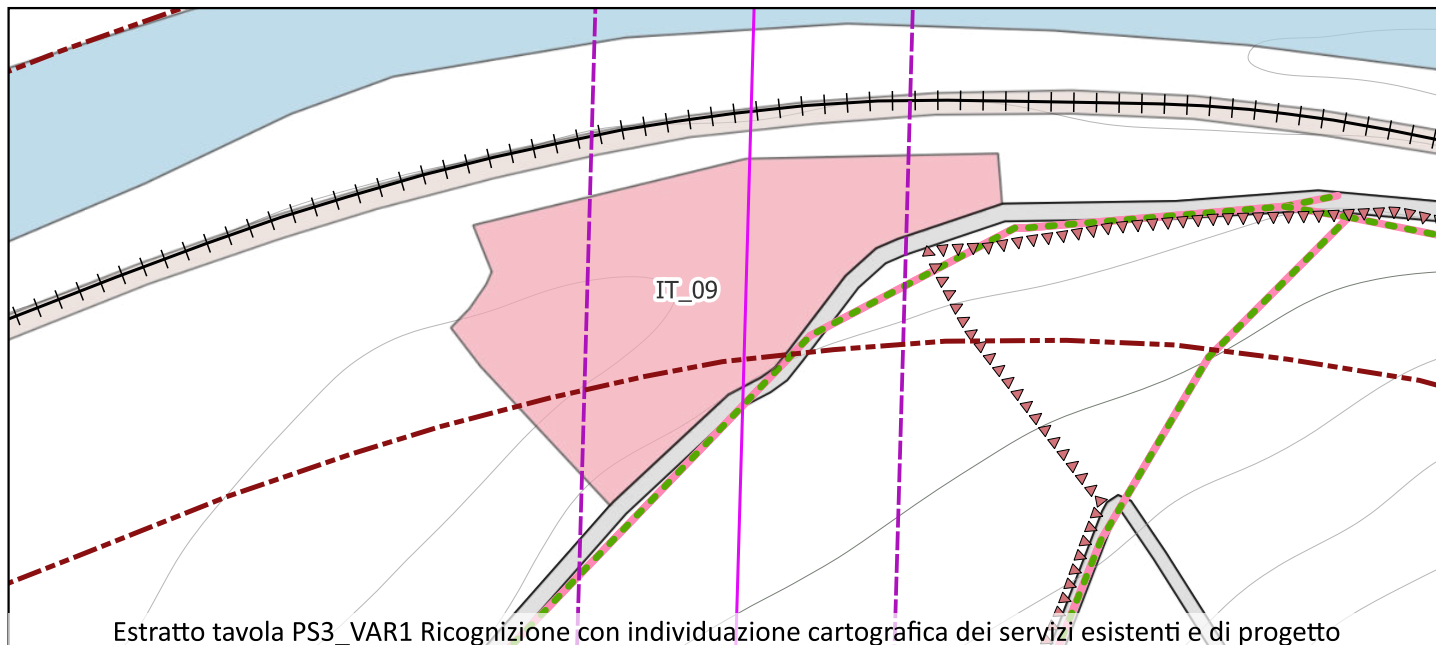 IT_09
Estratto tavola PS3_VAR1 Ricognizione con individuazione cartografica dei servizi esistenti e di progetto